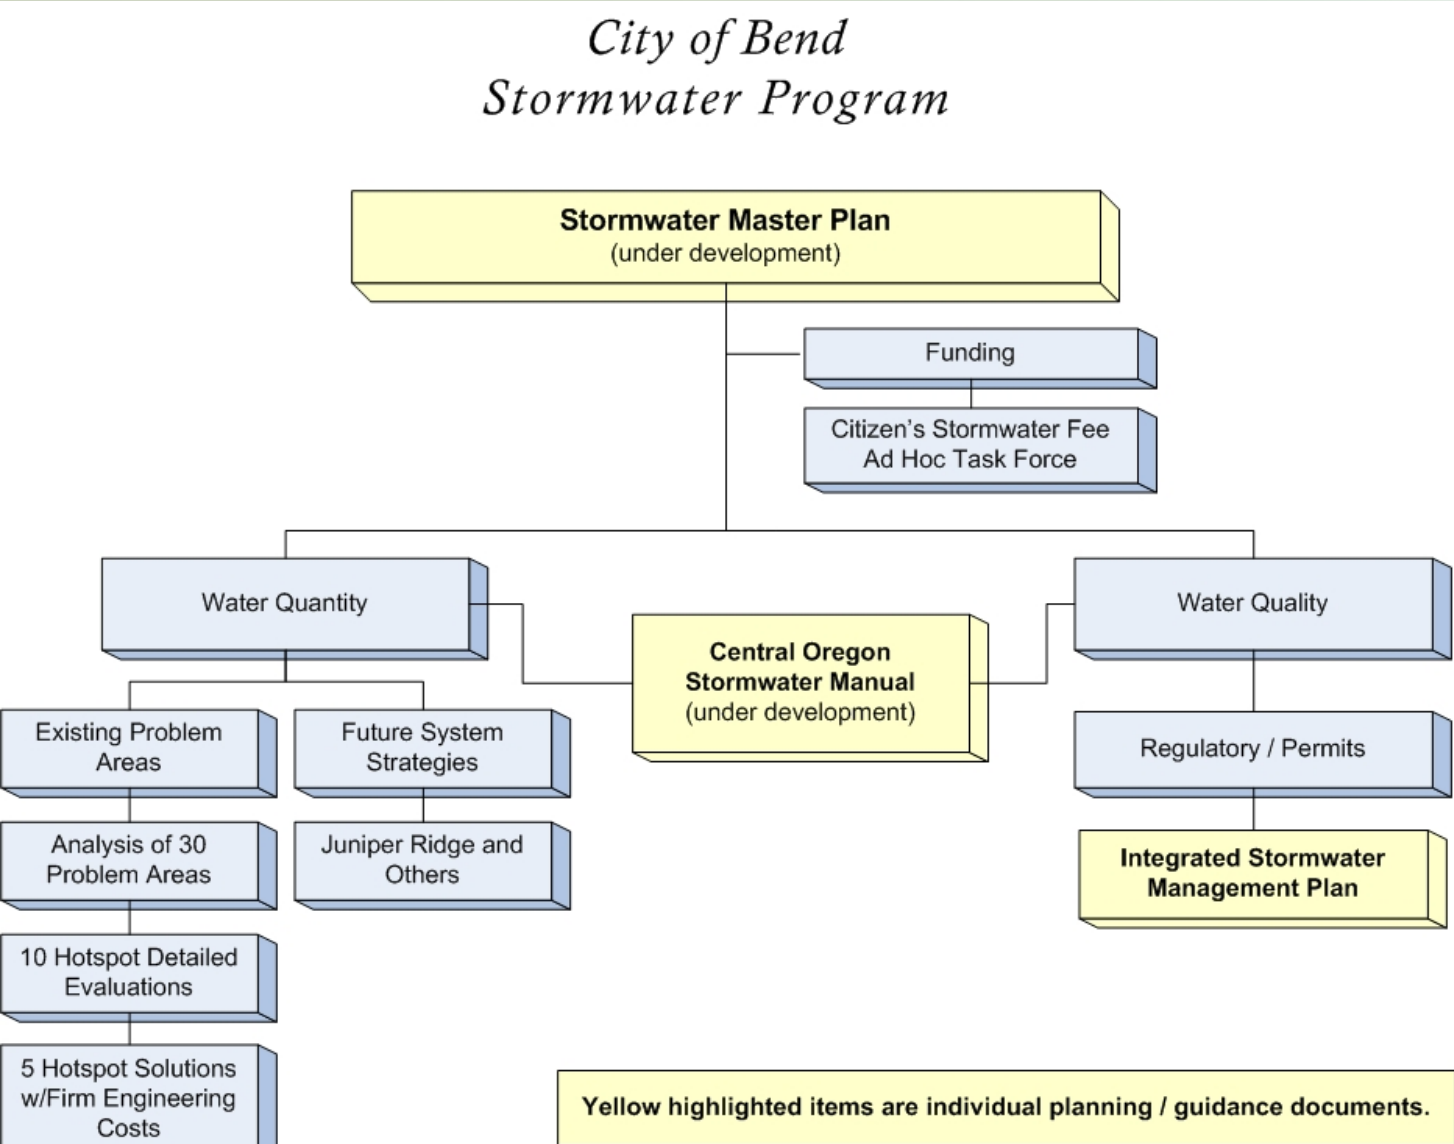 City of Bend
Stormwater Program
Stormwater Master Plan
(under development)
Funding
Citizen’s Stormwater Fee
Ad Hoc Task Force
Water Quantity
Water Quality
Central Oregon
Stormwater Manual
(under development)
Existing Problem
Areas
Future System
Strategies
Regulatory / Permits
Analysis of 30
Problem Areas
Juniper Ridge and
Others
Integrated Stormwater
Management Plan
10 Hotspot Detailed
Evaluations
5 Hotspot Solutions
w/Firm Engineering
Costs
Yellow highlighted items are individual planning / guidance documents.